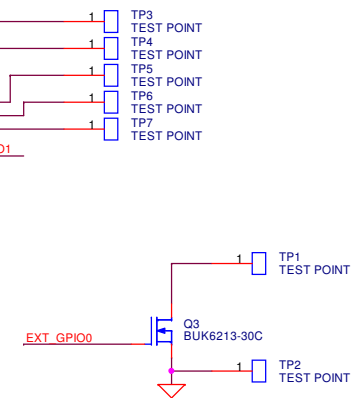 1 TP3
TEST POINT
1 TP4
TEST POINT
1 TP5
TEST POINT
1 TP6
TEST POINT
1 TP7
TEST POINT
1 TP1
TEST POINT
Q3
BUK6213-30C
EXT_GPIO0
1 TP2
TEST POINT